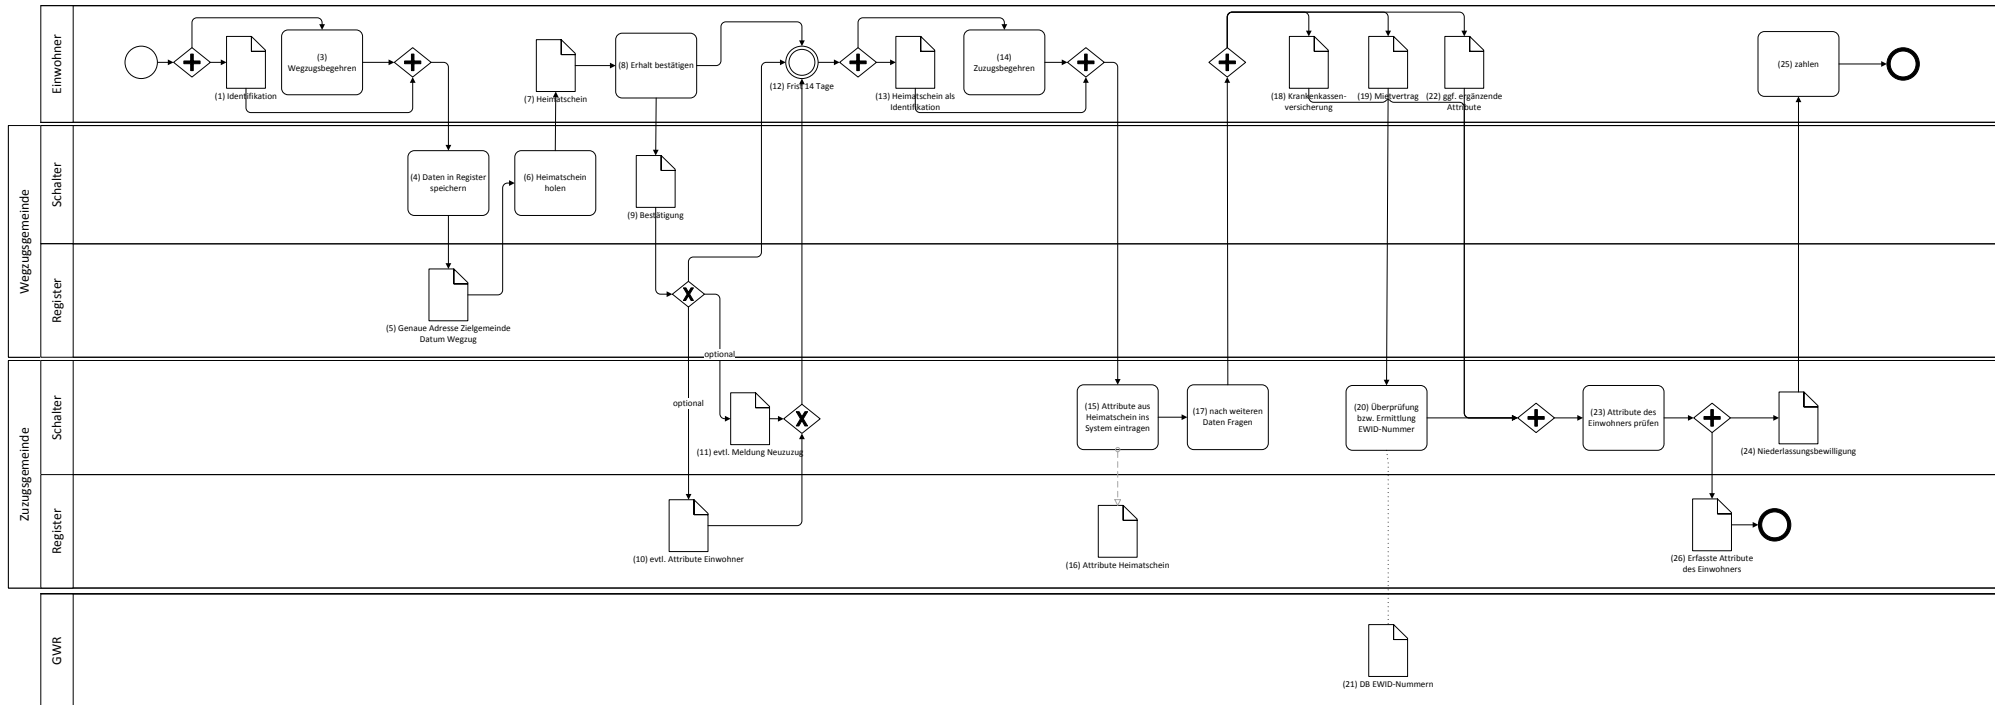 Einwohner
(1) Identifikation
(3)
Wegzugsbegehren
(7) Heimatschein
(8) Erhalt bestätigen
(12) Frist 14 Tage
(13) Heimatschein als
Identifikation
(14)
Zuzugsbegehren
(18) Krankenkassen-
versicherung
(19) Mietvertrag
(22) ggf. ergänzende
Attribute
(25) zahlen
Wegzugsgemeinde
Schalter
(4) Daten in Register
speichern
(6) Heimatschein
holen
(9) Bestätigung
Register
(5) Genaue Adresse Zielgemeinde
Datum Wegzug
optional
optional
Zuzugsgemeinde
Schalter
(11) evtl. Meldung Neuzuzug
(15) Attribute aus
Heimatschein ins
System eintragen
(17) nach weiteren
Daten Fragen
(20) Überprüfung
bzw. Ermittlung
EWID-Nummer
(23) Attribute des
Einwohners prüfen
(24) Niederlassungsbewilligung
Register
(10) evtl. Attribute Einwohner
(16) Attribute Heimatschein
(26) Erfasste Attribute
des Einwohners
GWR
(21) DB EWID-Nummern